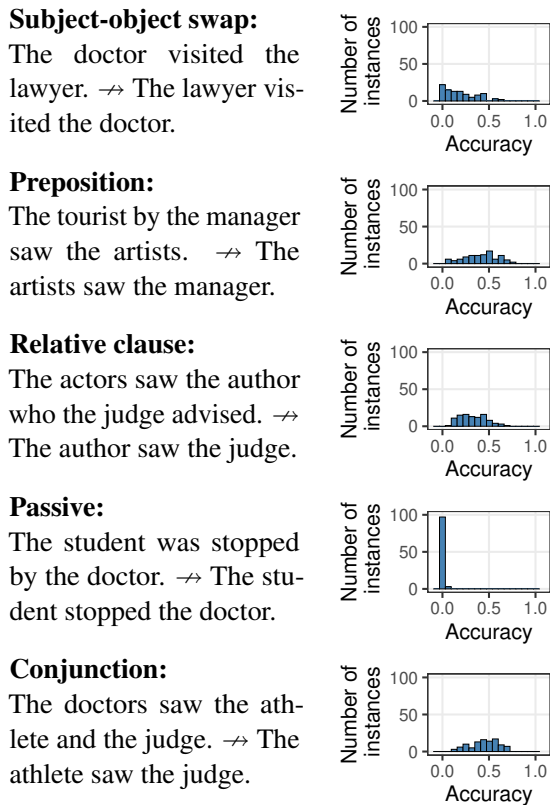 Subject-object swap:
The doctor visited the
lawyer. ↛ The lawyer vis-
ited the doctor.
Number of
instances
100
50
0
0.0 0.5 1.0
Accuracy
Preposition:
The tourist by the manager
saw the artists. ↛ The
artists saw the manager.
Number of
instances
100
50
0
0.0 0.5 1.0
Accuracy
Relative clause:
The actors saw the author
who the judge advised. ↛
The author saw the judge.
Number of
instances
100
50
0
0.0 0.5 1.0
Accuracy
Passive:
The student was stopped
by the doctor. ↛ The stu-
dent stopped the doctor.
Number of
instances
100
50
0
0.0 0.5 1.0
Accuracy
Conjunction:
The doctors saw the ath-
lete and the judge. ↛ The
athlete saw the judge.
Number of
instances
100
50
0
0.0 0.5 1.0
Accuracy